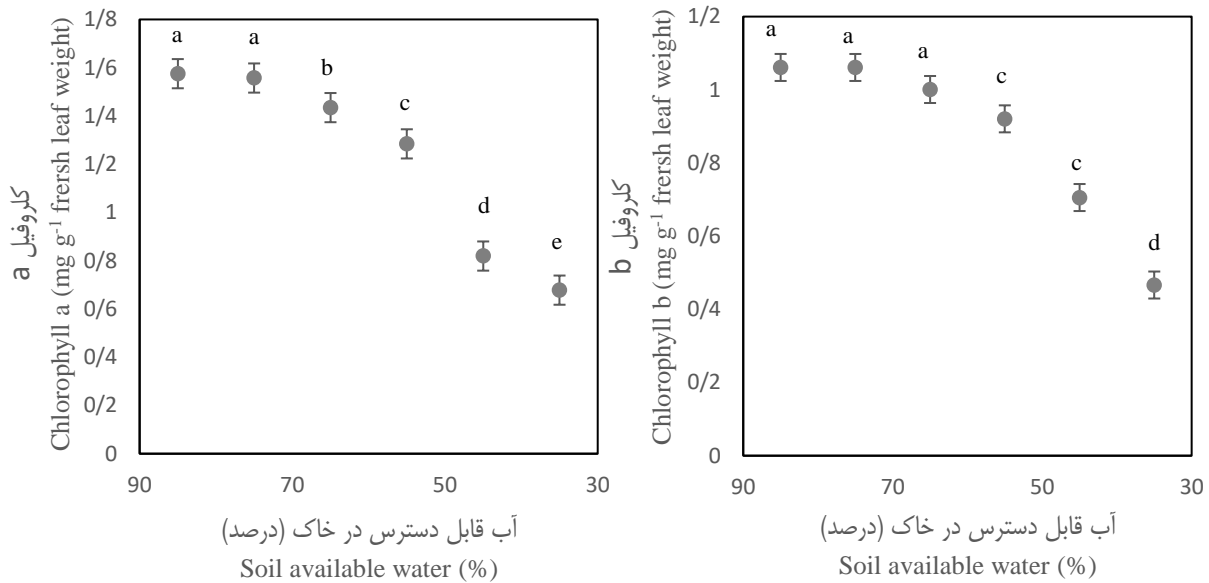 1/8
1/6
1/4
1/2
1
0/8
0/6
0/4
0/2
0
a
a
b
c
d
e
کلروفیل a
Chlorophyll a (mg g-1 frersh leaf weight)
90
70
50
30
آب قابل دسترس در خاک (درصد)
Soil available water (%)
1/2
1
0/8
0/6
0/4
0/2
0
a
a
a
c
c
d
کلروفیل b
Chlorophyll b (mg g-1 frersh leaf weight)
90
70
50
30
آب قابل دسترس در خاک (درصد)
Soil available water (%)